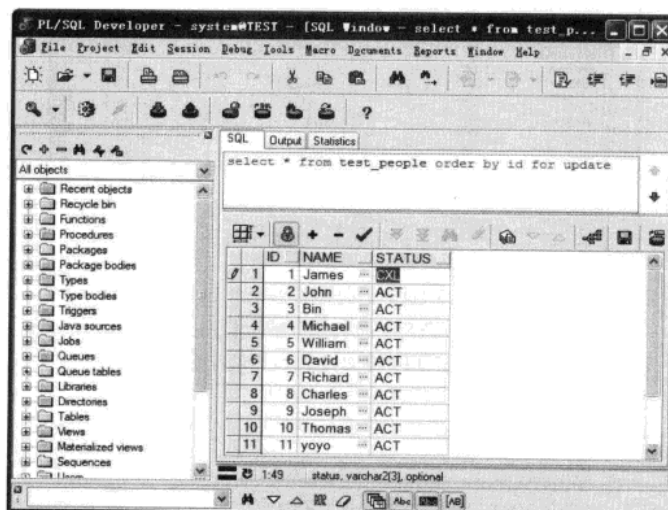 PL/SQL Developer - system@TEST - [SQL Window - select * from test_p...
File Project Edit Session Debug Tools Macro Documents Reports Window Help
SQL Output Statistics
select * from test_people order by id for update
All objects
Recent objects
Recycle bin
Functions
Procedures
Packages
Package bodies
Types
Type bodies
Triggers
Java sources
Jobs
Queues
Queue tables
Libraries
Directories
Tables
Views
Materialized views
Sequences
Users
ID NAME STATUS
1 1 James ... CXL
2 2 John ... ACT
3 3 Bin ... ACT
4 4 Michael ... ACT
5 5 William ... ACT
6 6 David ... ACT
7 7 Richard ... ACT
8 8 Charles ... ACT
9 9 Joseph ... ACT
10 10 Thomas ... ACT
11 11 yoyo ... ACT
1:49 status, varchar2[3], optional
Abc [AB]